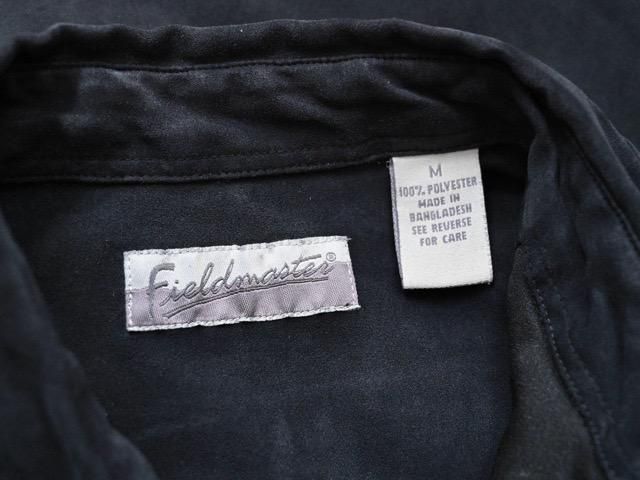 Fieldmaster®
M
100% POLYESTER
MADE IN
BANGLADESH
SEE REVERSE
FOR CARE